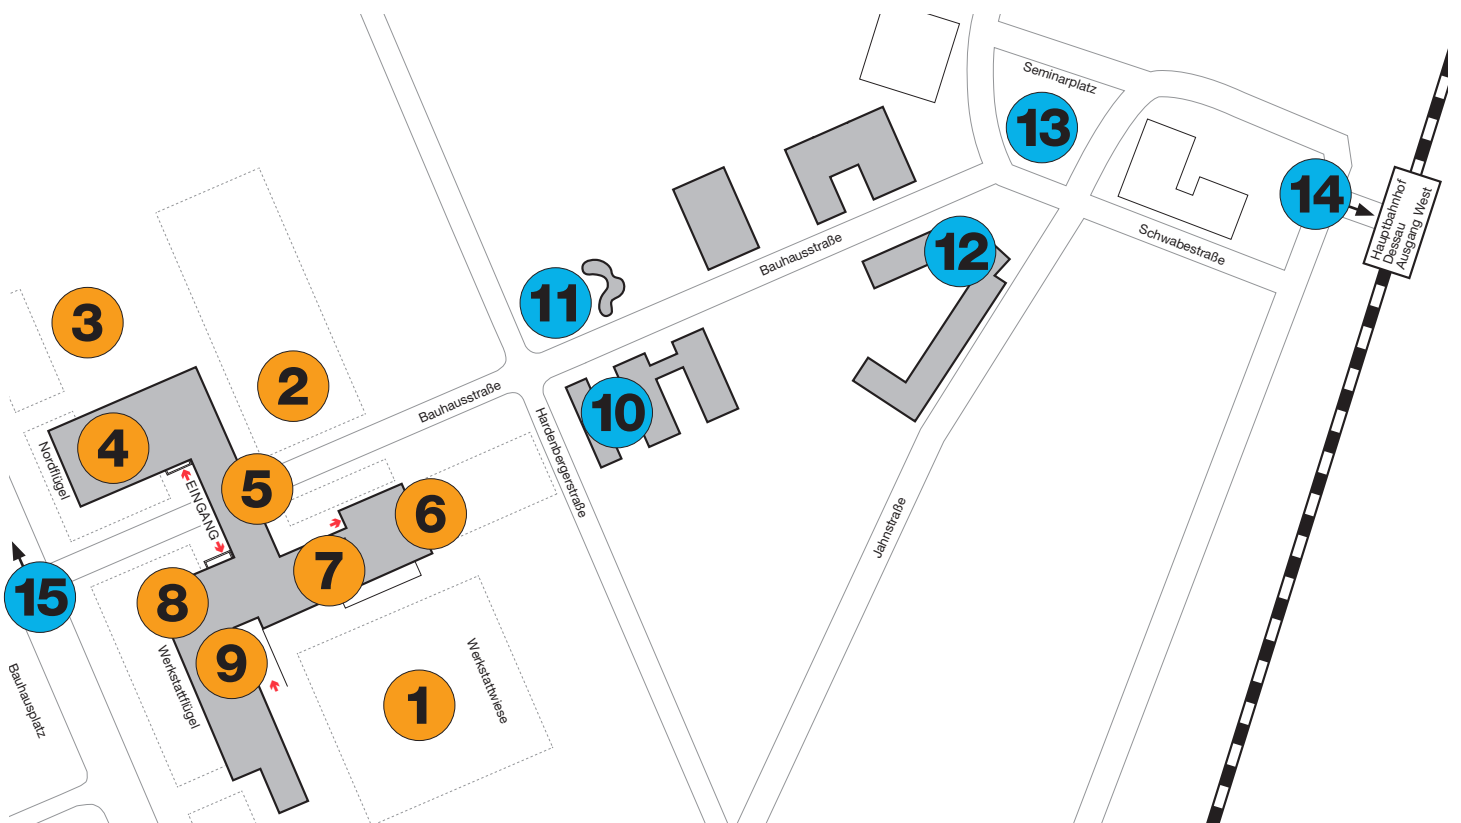 Seminarplatz
13
14
Hauptbahnhof
Dessau
Ausgang West
Schwabestraße
12
Bauhausstraße
11
3
2
Bauhausstraße
10
Hardenbergerstraße
4
Nordflügel
5
EINGANG
6
7
Jahnstraße
15
8
9
Werkstattflügel
Werkstattwiese
1
Bauhausplatz